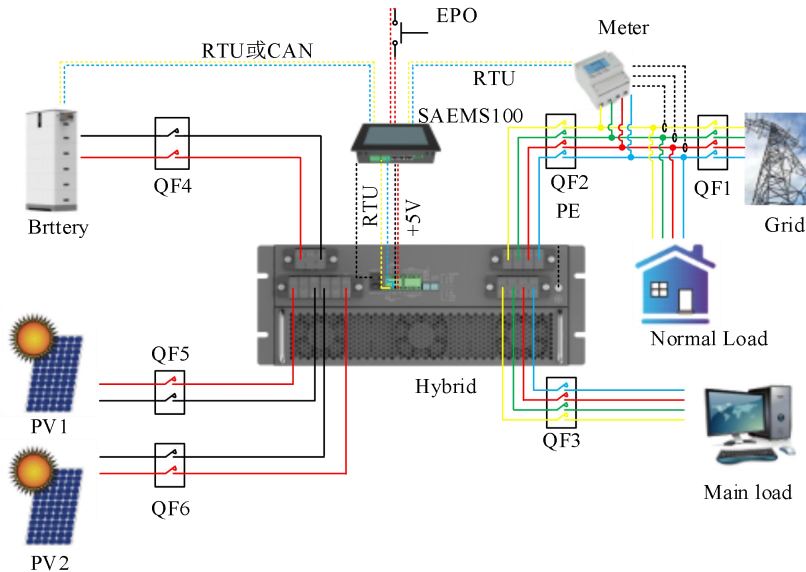 EPO
Meter
RTU或CAN
RTU
SAEMS100
QF4
QF2
QF1
RTU
+5V
PE
Brttery
Grid
QF5
Normal Load
PV1
Hybrid
QF3
QF6
Main load
PV2